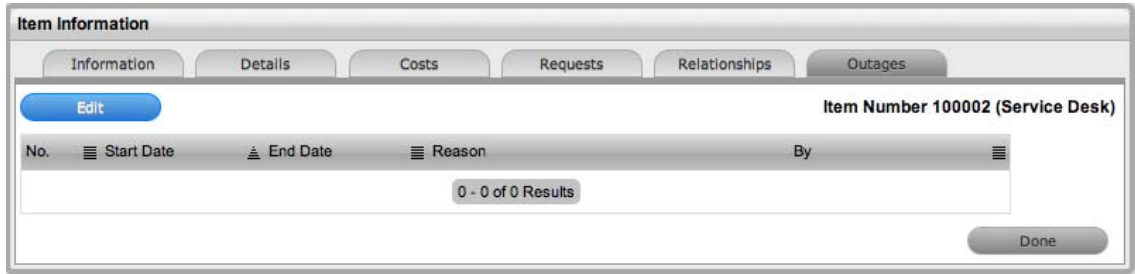 Item Information
Information Details Costs Requests Relationships Outages
Edit Item Number 100002 (Service Desk)
No. Start Date End Date Reason By
0 - 0 of 0 Results
Done